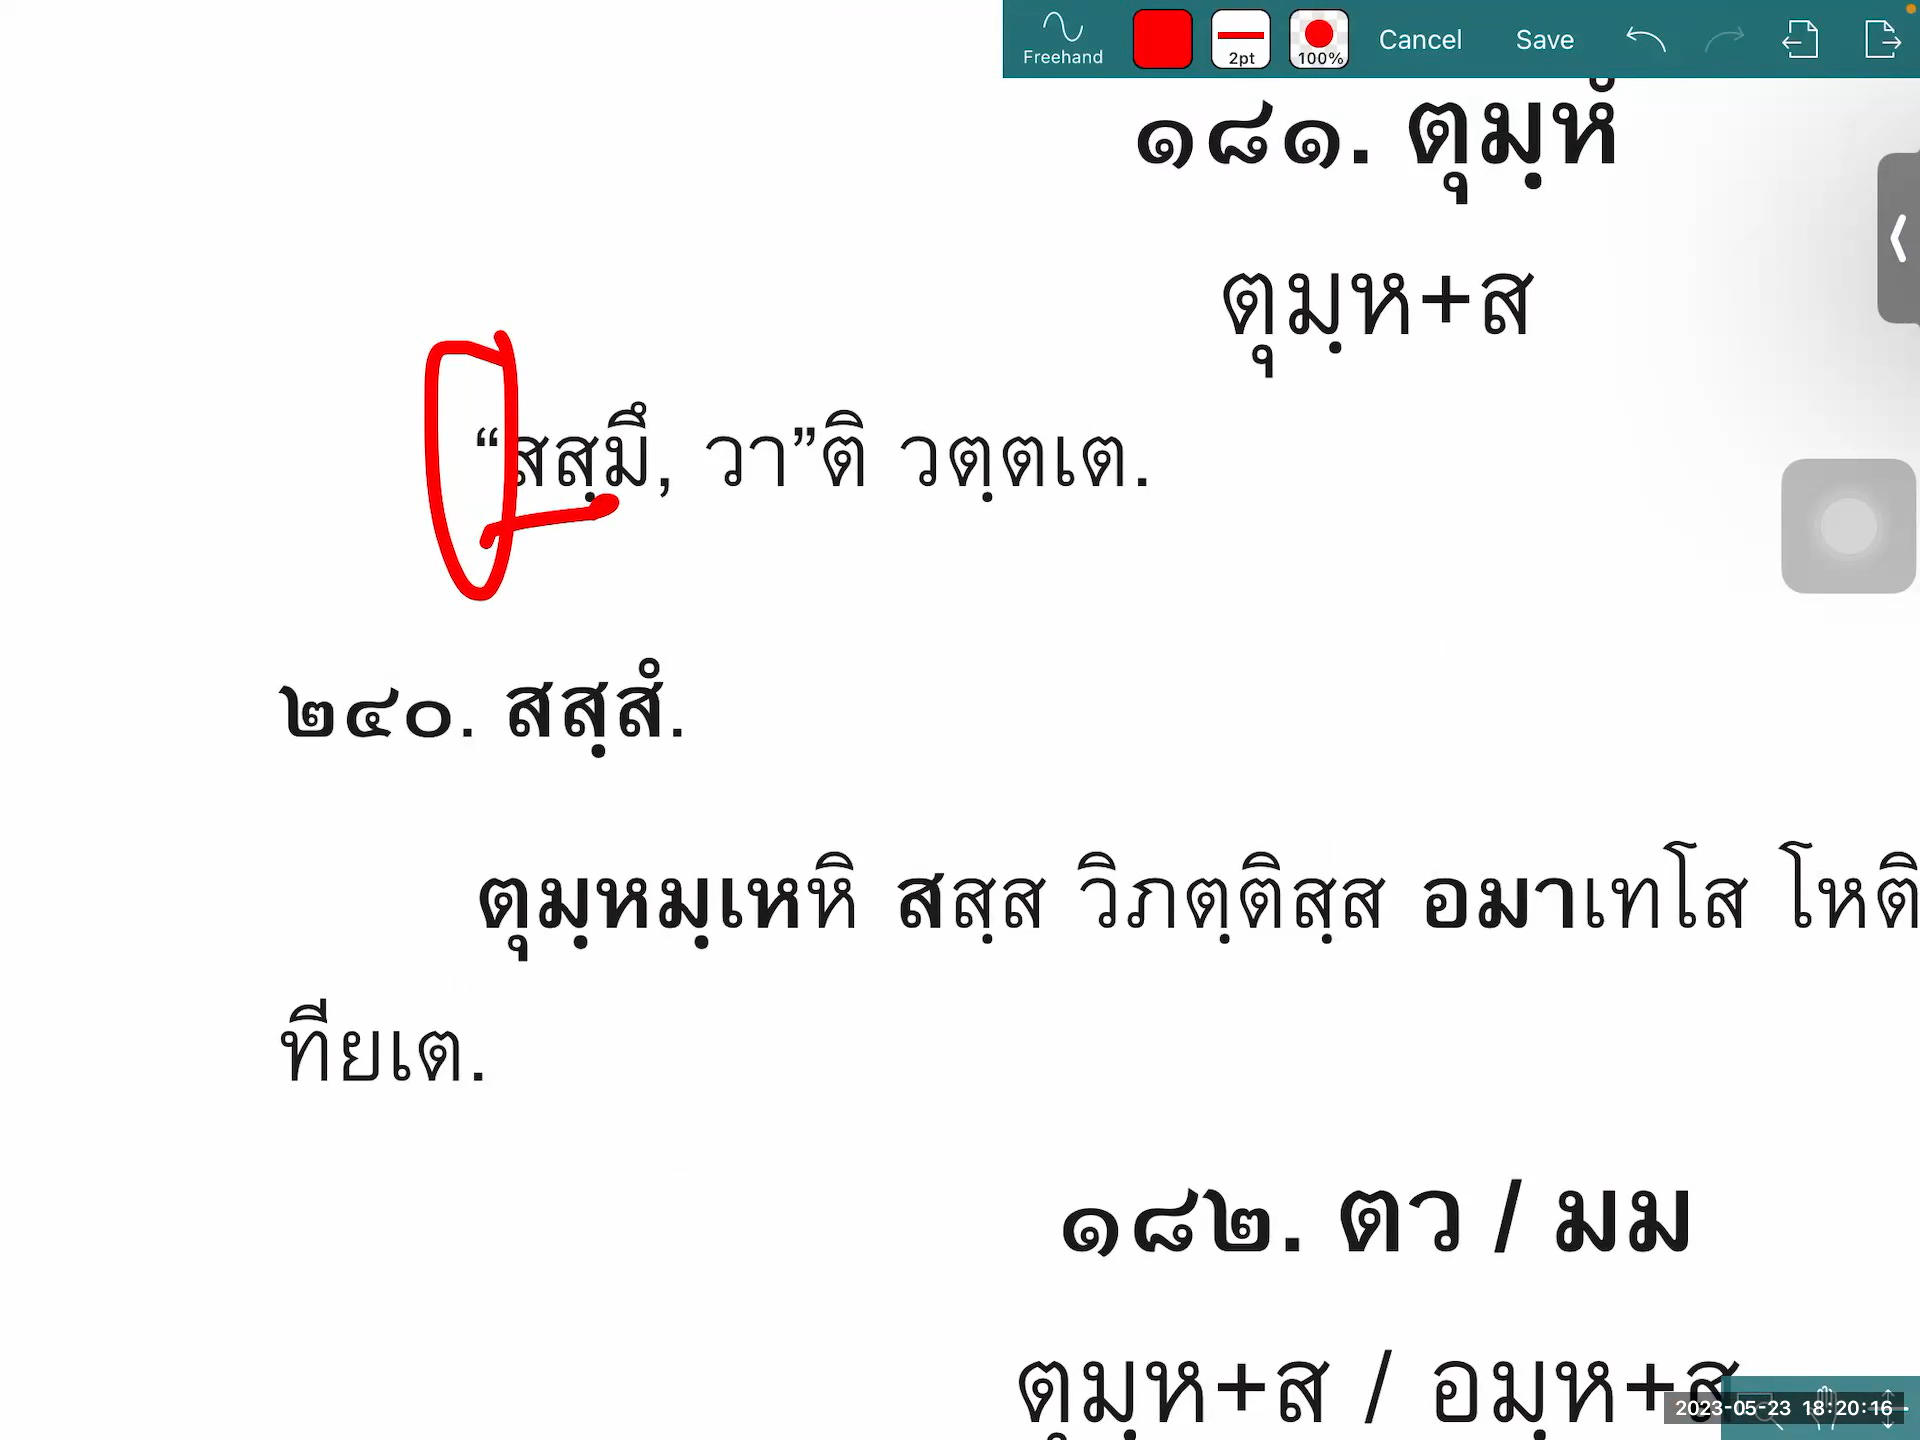 Freehand 2pt 100% Cancel Save
๑๘๑. ตุมฺหํ
ตุมฺห+ส
“สสฺมึ, วา”ติ วตฺตเต.
๒๔๐. สสฺสํ.
ตุมฺหมฺเหหิ สสฺส วิภตฺติสฺส อมาเทโส โหติ
ทียเต.
๑๘๒. ตว / มม
ตุมฺห+ส / อมฺห+ส
2023-05-23 18:20:16